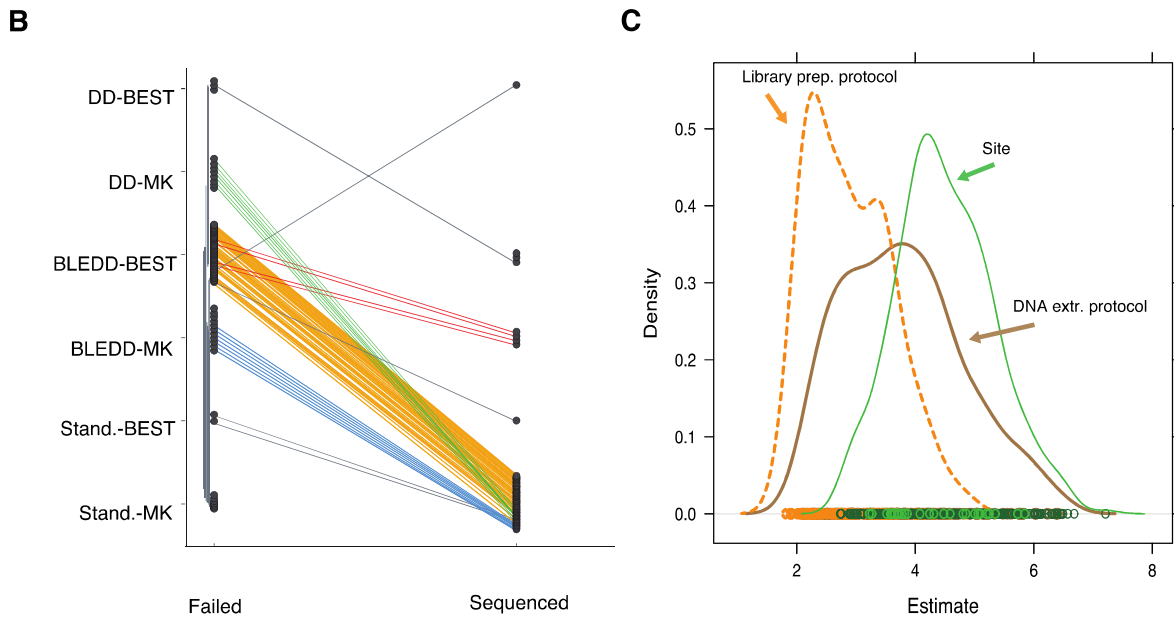 B
DD-BEST
DD-MK
BLEDD-BEST
BLEDD-MK
Stand.-BEST
Stand.-MK
Failed
Sequenced
C
Library prep. protocol
Site
DNA extr. protocol
Density
0.5
0.4
0.3
0.2
0.1
0.0
2
4
6
8
Estimate